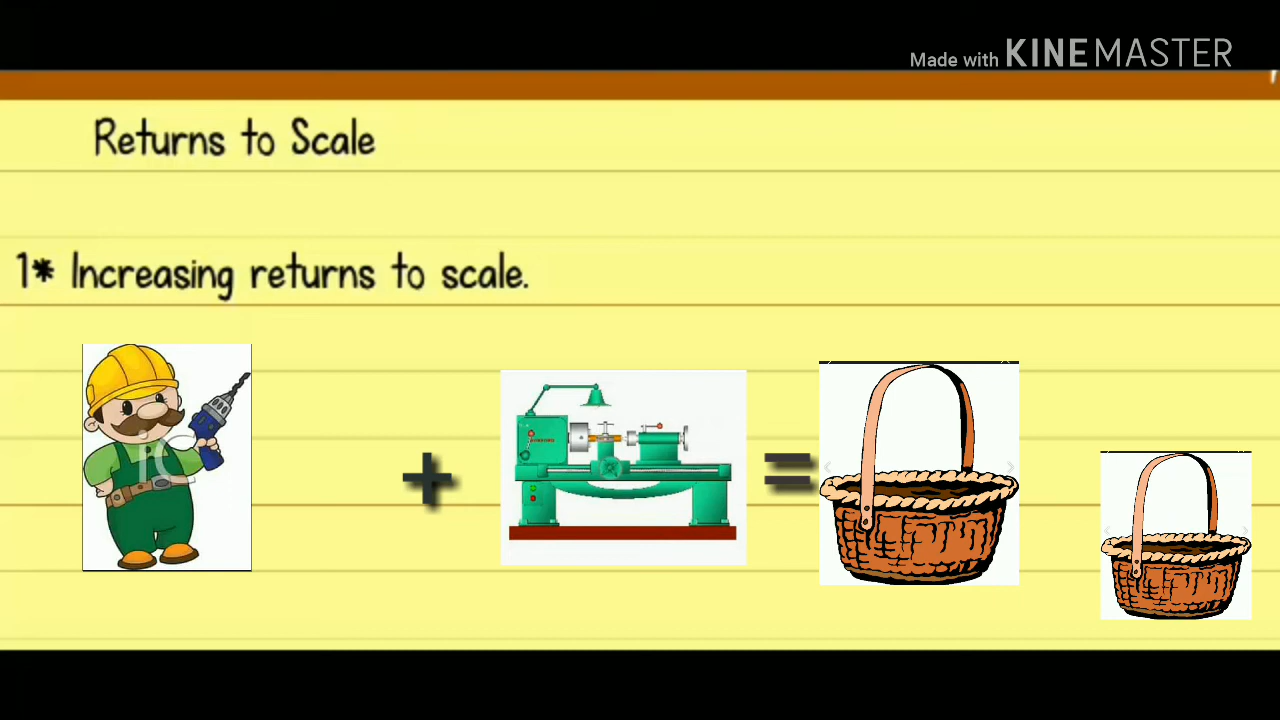 Made with KINEMASTER
Returns to Scale
1* Increasing returns to scale.
+
=